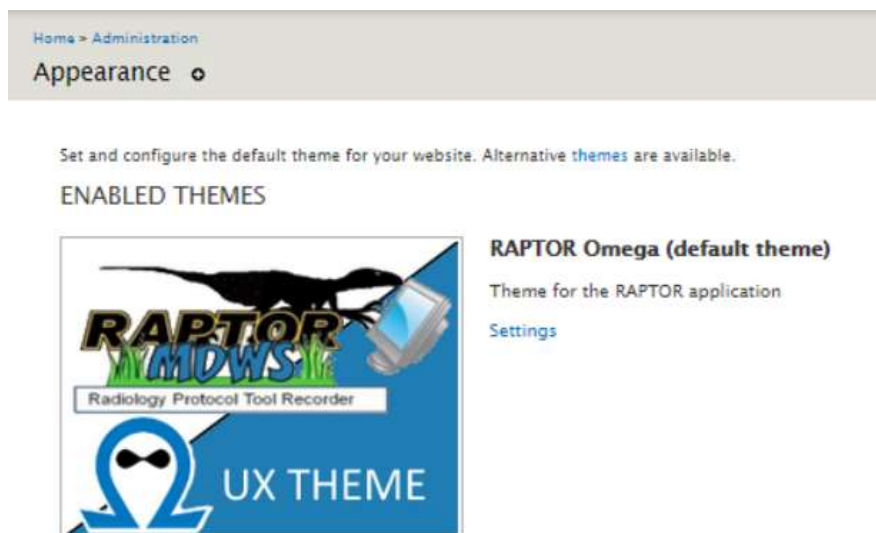 Home » Administration
Appearance
Set and configure the default theme for your website. Alternative themes are available.
ENABLED THEMES
RAPTOR
MDWS
Radiology Protocol Tool Recorder
UX THEME
RAPTOR Omega (default theme)
Theme for the RAPTOR application
Settings